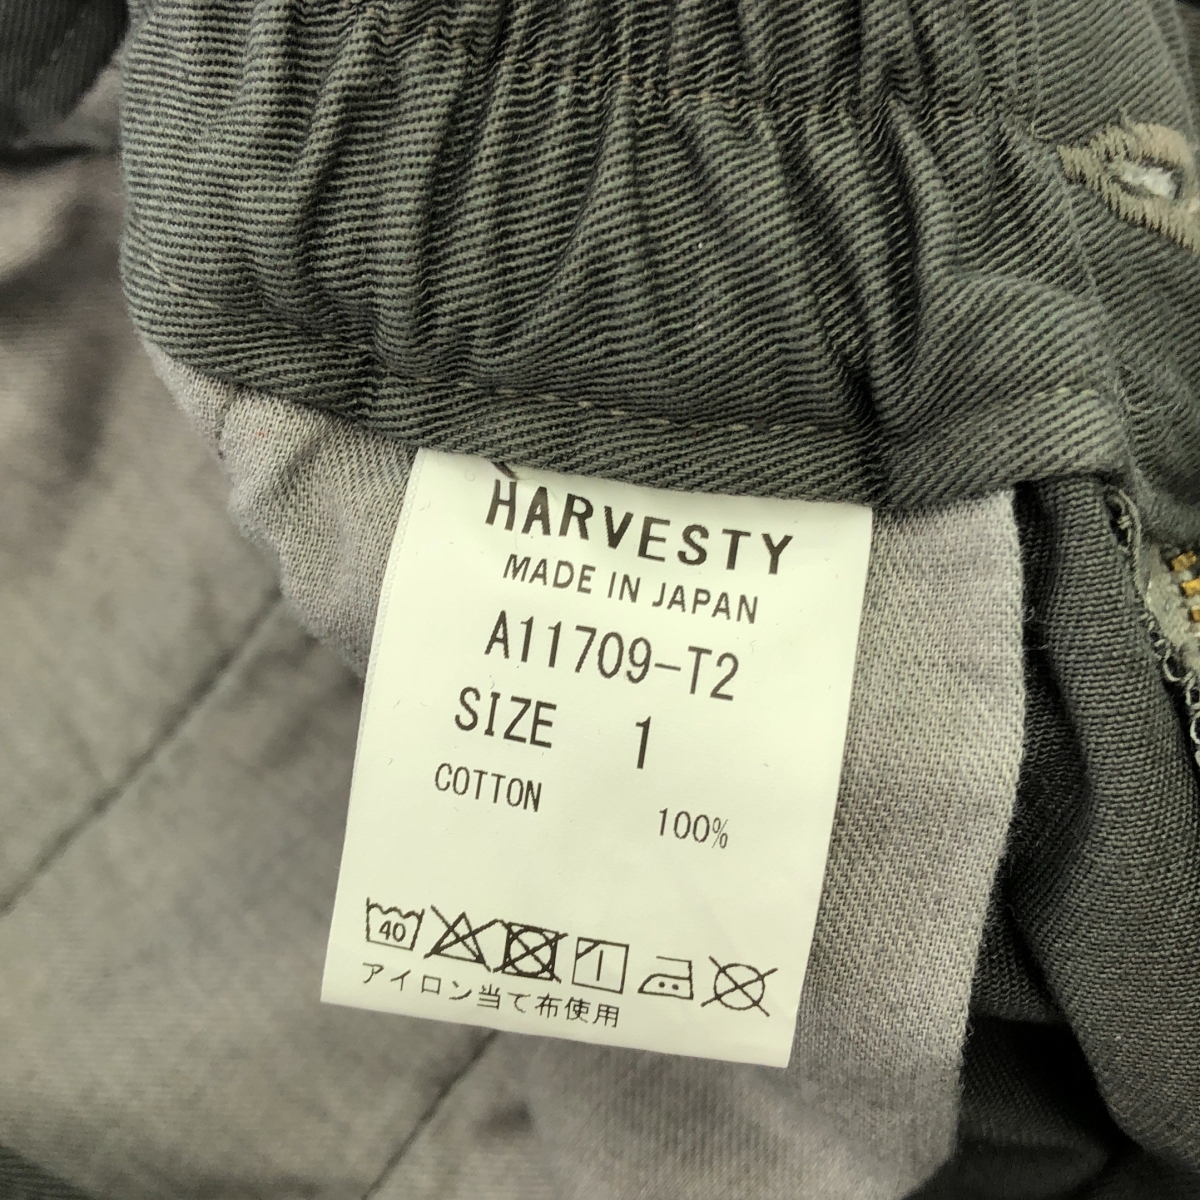 HARVESTY
MADE IN JAPAN
A11709-T2
SIZE 1
COTTON 100%
40
アイロン当て布使用